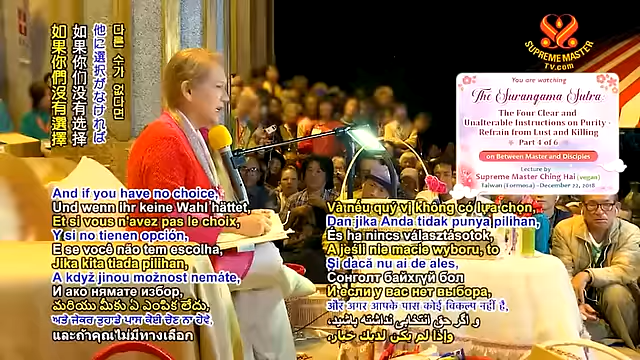 다른 수가 없다면
他に選択がなければ
如果你们没有选择
如果你們沒有選擇
SUPREME MASTER
TV.com
You are watching
The Surangama Sutra:
The Four Clear and
Unalterable Instructions on Purity -
Refrain from Lust and Killing
Part 4 of 6
on Between Master and Disciples
Lecture by
Supreme Master Ching Hai (vegan)
Taiwan (Formosa) - December 22, 2018
And if you have no choice,
Und wenn ihr keine Wahl hättet,
Et si vous n'avez pas le choix,
Y si no tienen opción,
E se você não tem escolha,
Jika kita tiada pilihan,
A když jinou možnost nemáte,
И ако нямате избор,
మరియు మీకు ఏ ఎంపిక లేదు,
ਅਤੇ ਜੇਕਰ ਤੁਹਾਡੇ ਪਾਸ ਕੋਈ ਚੋਣ ਨਾ ਹੋਵੇ,
และถ้าคุณไม่มีทางเลือก
Và nếu quý vị không có lựa chọn,
Dan jika Anda tidak punya pilihan,
És ha nincs választásotok,
A jeśli nie macie wyboru, to
Și dacă nu ai de ales,
Сонголт байхгүй бол
И если у вас нет выбора,
और अगर आपके पास कोई विकल्प नहीं है,
و اگر حق انتخابی نداشته باشید،
وإذا لم يكن لديك خيار،